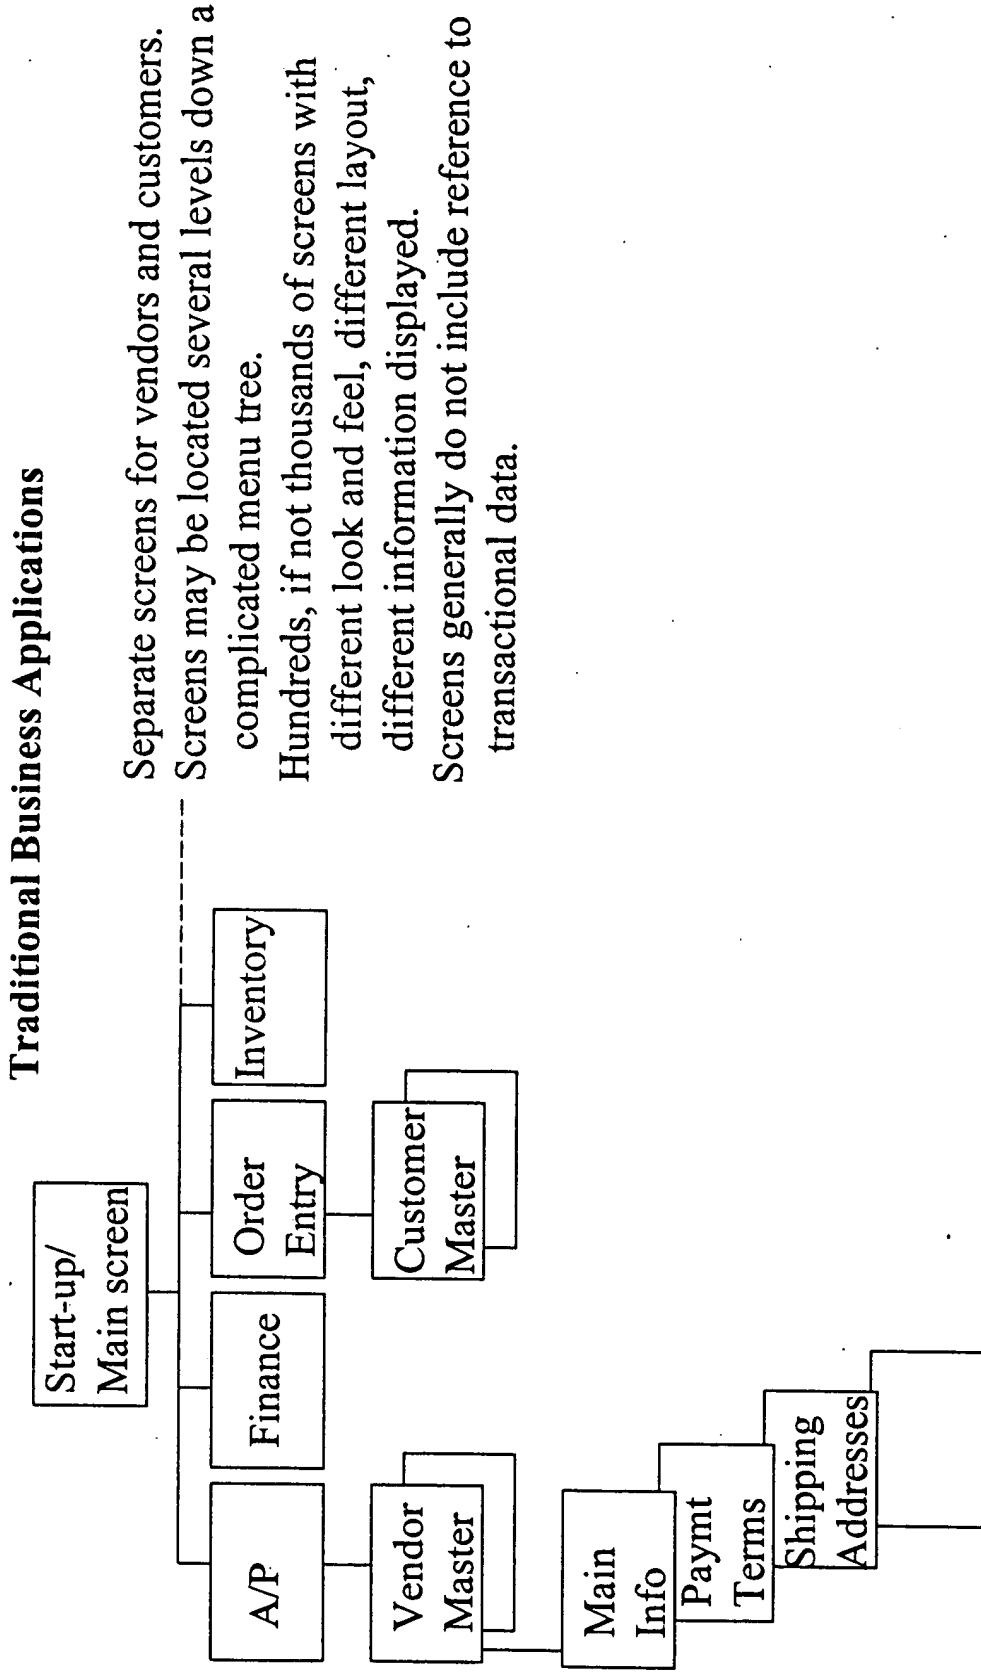 Traditional Business Applications
Start-up/
Main screen
A/P
Finance
Order
Entry
Inventory
Vendor
Master
Customer
Master
Main
Info
Paymt
Terms
Shipping
Addresses
Separate screens for vendors and customers.
Screens may be located several levels down a
complicated menu tree.
Hundreds, if not thousands of screens with
different look and feel, different layout,
different information displayed.
Screens generally do not include reference to
transactional data.